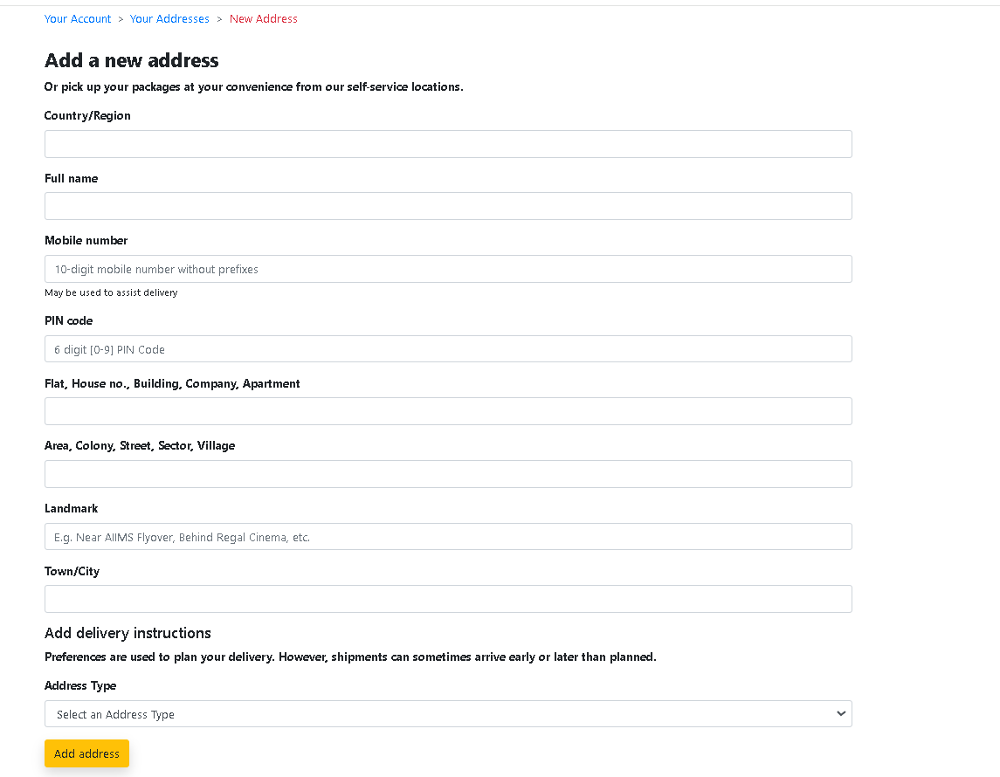 Your Account > Your Addresses > New Address
Add a new address
Or pick up your packages at your convenience from our self-service locations.
Country/Region
Full name
Mobile number
10-digit mobile number without prefixes
May be used to assist delivery
PIN code
6 digit [0-9] PIN Code
Flat, House no., Building, Company, Apartment
Area, Colony, Street, Sector, Village
Landmark
E.g. Near AIIMS Flyover, Behind Regal Cinema, etc.
Town/City
Add delivery instructions
Preferences are used to plan your delivery. However, shipments can sometimes arrive early or later than planned.
Address Type
Select an Address Type
Add address